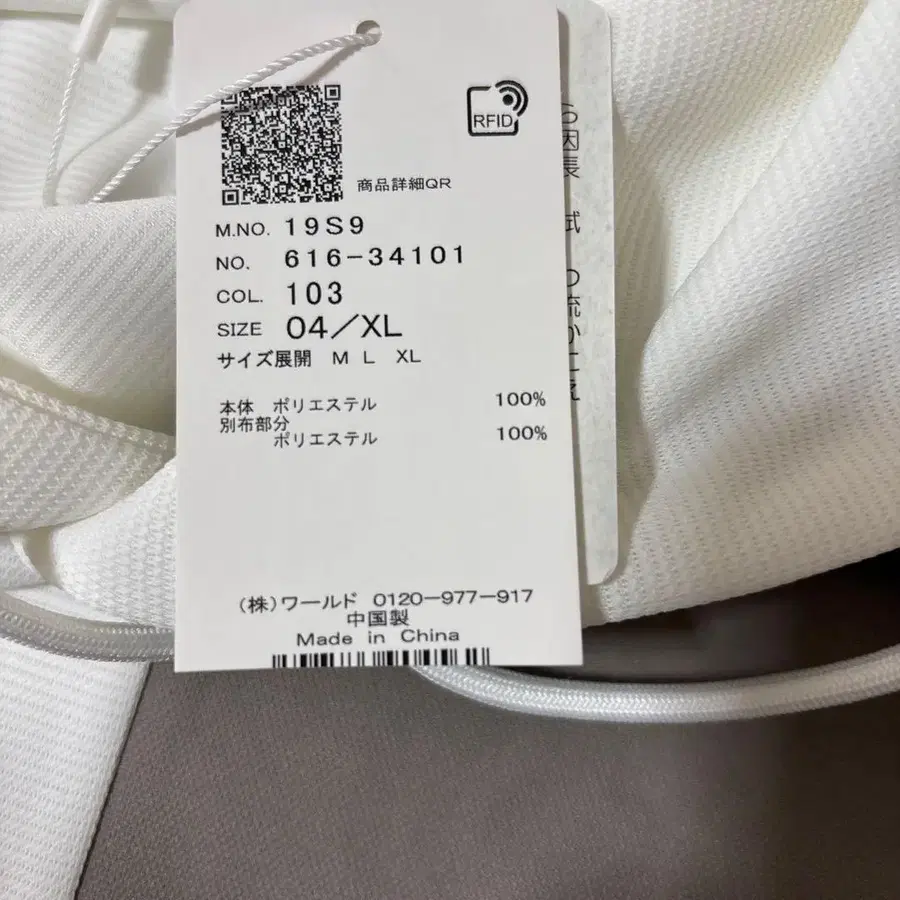 RFID
商品詳細QR
M.NO. 19S9
NO. 616-34101
COL. 103
SIZE 04/XL
サイズ展開 M L XL
本体 ポリエステル 100%
別布部分
ポリエステル 100%
(株)ワールド 0120-977-917
中国製
Made in China